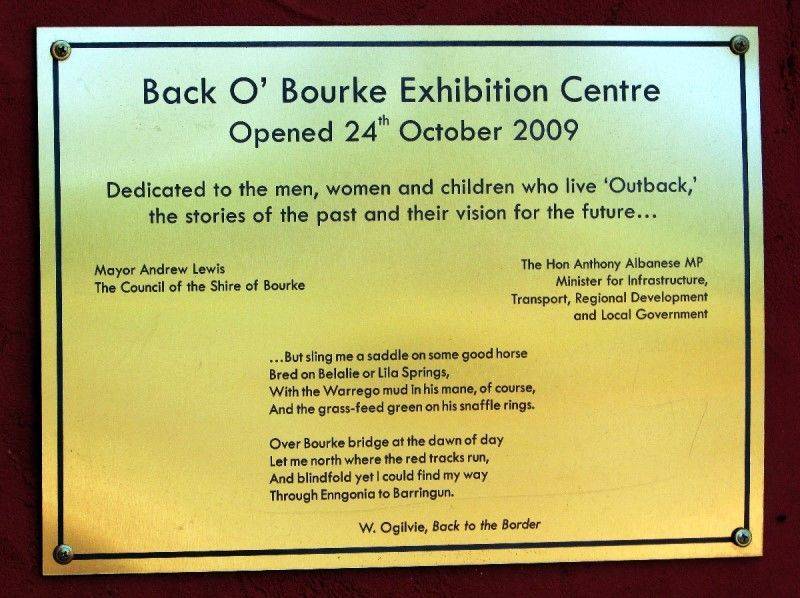 Back O’ Bourke Exhibition Centre
Opened 24th October 2009
Dedicated to the men, women and children who live ‘Outback,’
the stories of the past and their vision for the future...
Mayor Andrew Lewis
The Council of the Shire of Bourke
The Hon Anthony Albanese MP
Minister for Infrastructure,
Transport, Regional Development
and Local Government
...But sling me a saddle on some good horse
Bred on Belalie or Lila Springs,
With the Warrego mud in his mane, of course,
And the grass-feed green on his snaffle rings.
Over Bourke bridge at the dawn of day
Let me north where the red tracks run,
And blindfold yet I could find my way
Through Enngonia to Barringun.
W. Ogilvie, Back to the Border